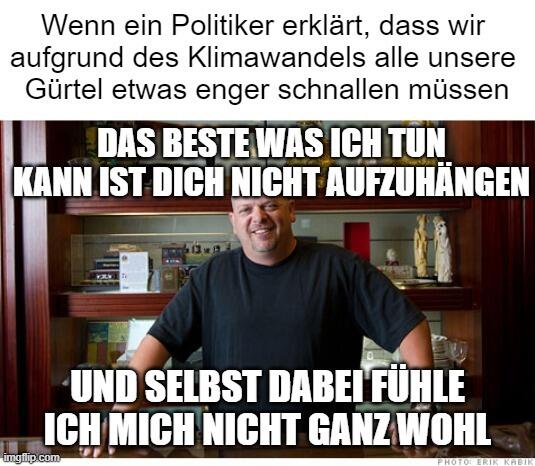 Wenn ein Politiker erklärt, dass wir
aufgrund des Klimawandels alle unsere
Gürtel etwas enger schnallen müssen
DAS BESTE WAS ICH TUN
KANN IST DICH NICHT AUFZUHÄNGEN
UND SELBST DABEI FÜHLE
ICH MICH NICHT GANZ WOHL
imgflip.com
PHOTO: ERIK KABIK